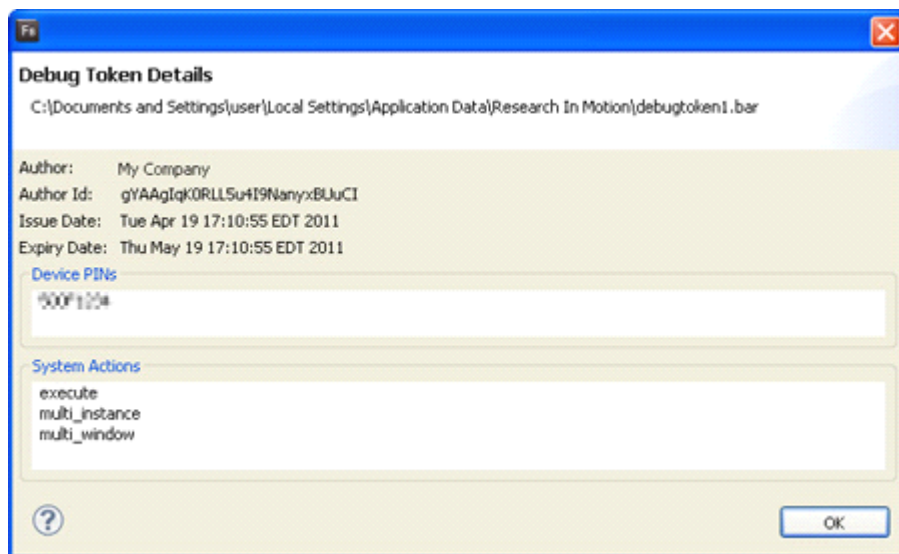 Fb
Debug Token Details
C:\Documents and Settings\user\Local Settings\Application Data\Research In Motion\debugtoken1.bar
Author: My Company
Author Id: gYAAgIqK0RLL5u4I9NanyxBUuCI
Issue Date: Tue Apr 19 17:10:55 EDT 2011
Expiry Date: Thu May 19 17:10:55 EDT 2011
Device PINs
System Actions
execute
multi_instance
multi_window
?
OK